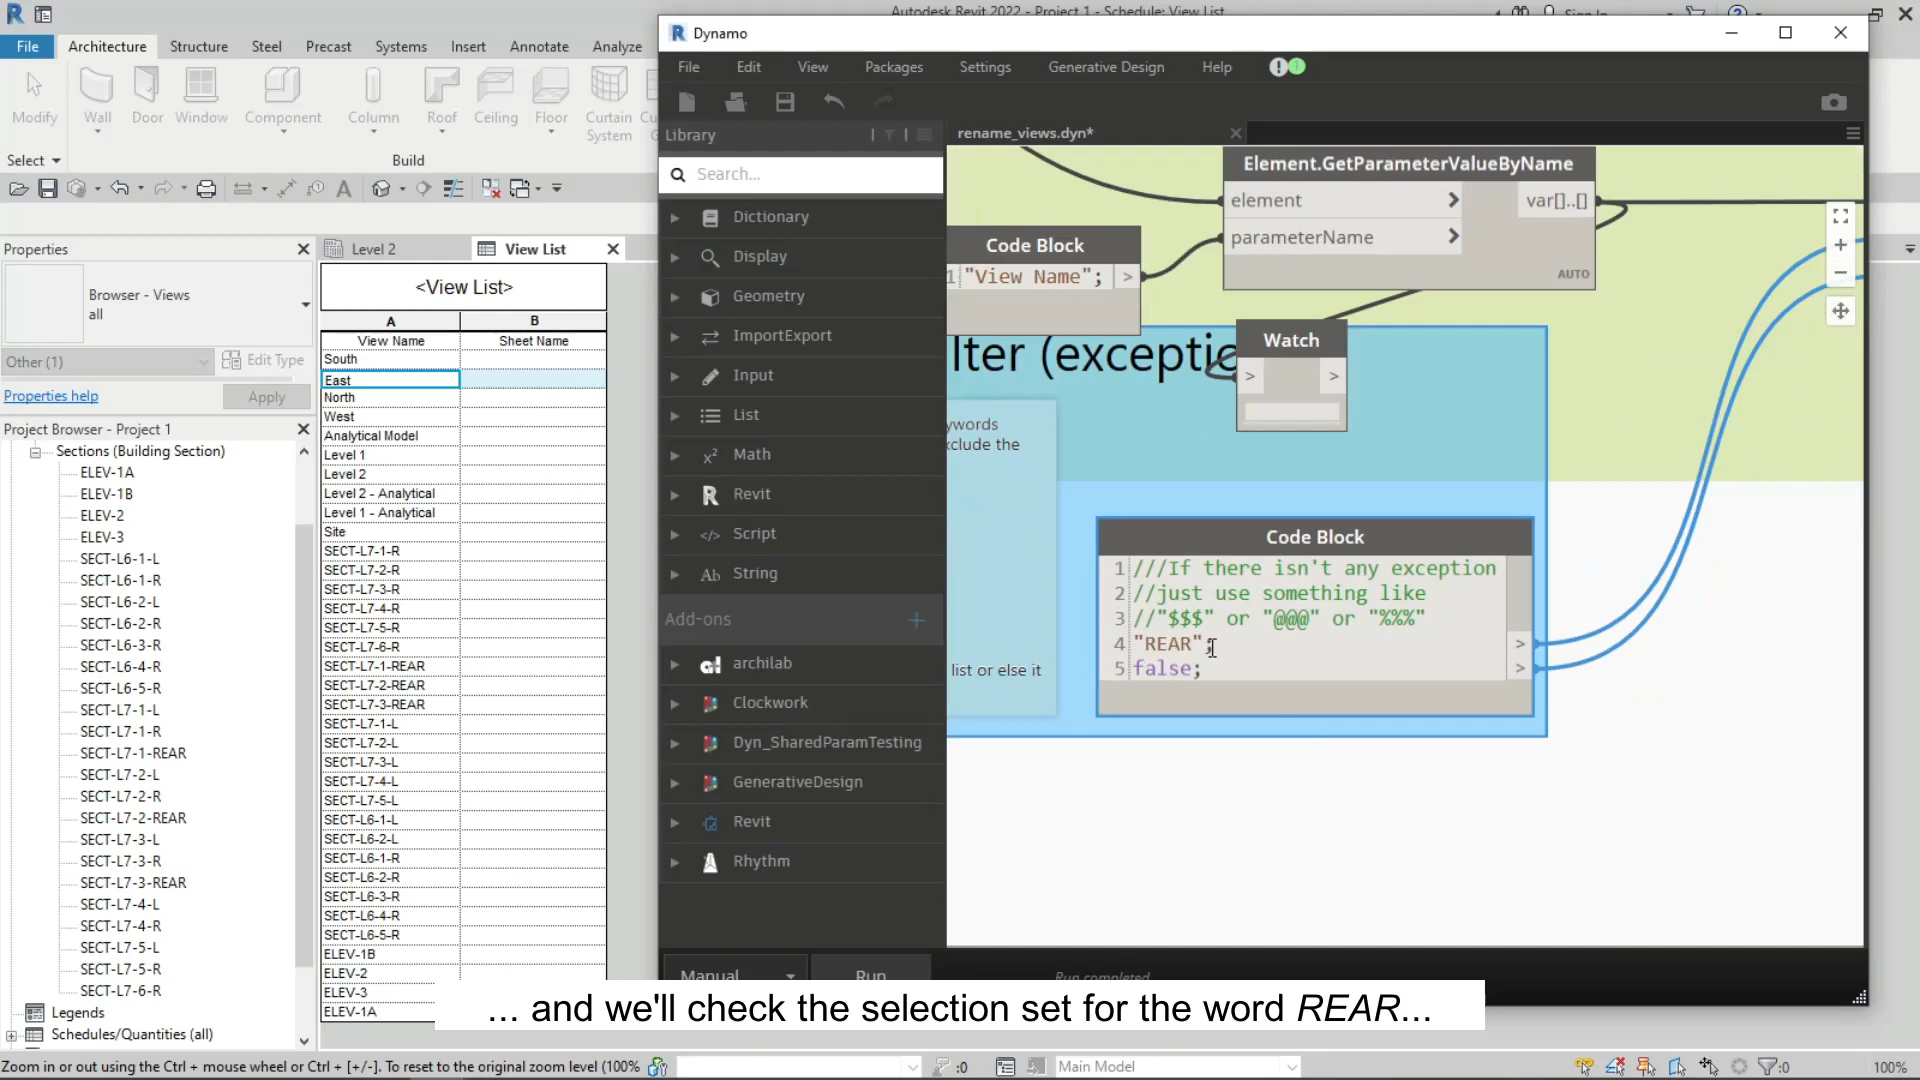 Autodesk Revit 2022 - Project 1 - Schedule: View List
Sign In
File
Architecture
Structure
Steel
Precast
Systems
Insert
Annotate
Analyze
Modify
Wall
Door
Window
Component
Column
Roof
Ceiling
Floor
Curtain
System
Select
Build
Properties
Browser - Views
all
Other (1)
Edit Type
Properties help
Apply
Project Browser - Project 1
Sections (Building Section)
ELEV-1A
ELEV-1B
ELEV-2
ELEV-3
SECT-L6-1-L
SECT-L6-1-R
SECT-L6-2-L
SECT-L6-2-R
SECT-L6-3-R
SECT-L6-4-R
SECT-L6-5-R
SECT-L7-1-L
SECT-L7-1-R
SECT-L7-1-REAR
SECT-L7-2-L
SECT-L7-2-R
SECT-L7-2-REAR
SECT-L7-3-L
SECT-L7-3-R
SECT-L7-3-REAR
SECT-L7-4-L
SECT-L7-4-R
SECT-L7-5-L
SECT-L7-5-R
SECT-L7-6-R
Legends
Schedules/Quantities (all)
Level 2
View List
<View List>
A B
View Name Sheet Name
South
East
North
West
Analytical Model
Level 1
Level 2
Level 2 - Analytical
Level 1 - Analytical
Site
SECT-L7-1-R
SECT-L7-2-R
SECT-L7-3-R
SECT-L7-4-R
SECT-L7-5-R
SECT-L7-6-R
SECT-L7-1-REAR
SECT-L7-2-REAR
SECT-L7-3-REAR
SECT-L7-1-L
SECT-L7-2-L
SECT-L7-3-L
SECT-L7-4-L
SECT-L7-5-L
SECT-L6-1-L
SECT-L6-2-L
SECT-L6-1-R
SECT-L6-2-R
SECT-L6-3-R
SECT-L6-4-R
SECT-L6-5-R
ELEV-1B
ELEV-2
ELEV-3
ELEV-1A
Dynamo
File
Edit
View
Packages
Settings
Generative Design
Help
Library
rename_views.dyn*
Search...
Dictionary
Display
Geometry
ImportExport
Input
List
Math
Revit
Script
String
Add-ons
archilab
Clockwork
Dyn_SharedParamTesting
GenerativeDesign
Revit
Rhythm
Element.GetParameterValueByName
element > var[]..[]
parameterName >
AUTO
Code Block
1 "View Name"; >
lter (exceptio
Watch
> >
ywords
xclude the
list or else it
Code Block
1 ///If there isn't any exception
2 //just use something like
3 //"$$$" or "@@@" or "%%%"
4 "REAR"; >
5 false; >
Manual
Run
Run completed
... and we'll check the selection set for the word REAR...
Zoom in or out using the Ctrl + mouse wheel or Ctrl + [+/-]. To reset to the original zoom level (100%
:0
Main Model
:0
100%